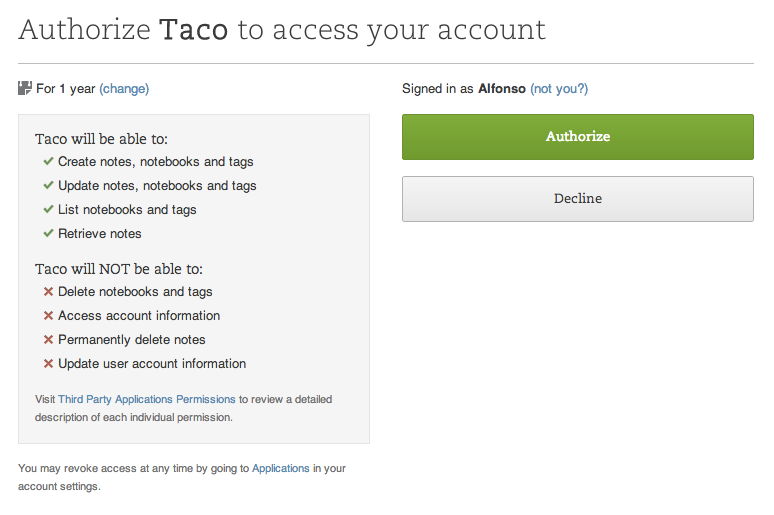 Authorize Taco to access your account
For 1 year (change)
Taco will be able to:
Create notes, notebooks and tags
Update notes, notebooks and tags
List notebooks and tags
Retrieve notes
Taco will NOT be able to:
Delete notebooks and tags
Access account information
Permanently delete notes
Update user account information
Visit Third Party Applications Permissions to review a detailed
description of each individual permission.
You may revoke access at any time by going to Applications in your
account settings.
Signed in as Alfonso (not you?)
Authorize
Decline